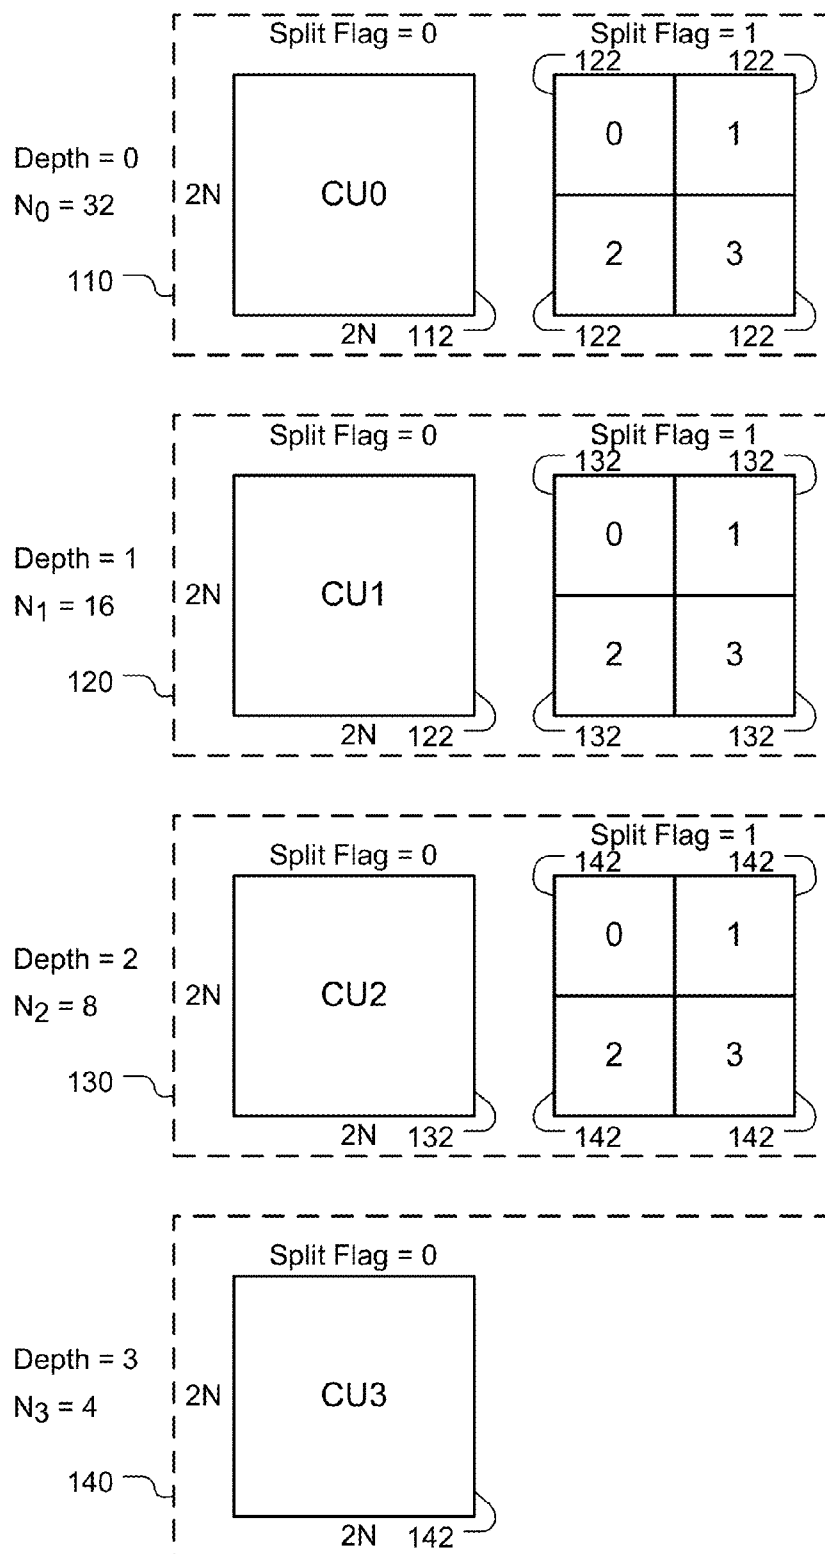 Split Flag = 0 Split Flag = 1
122 122
Depth = 0
N0 = 32
110
2N
CU0
0 1
2 3
2N 112
122 122
Split Flag = 0 Split Flag = 1
132 132
Depth = 1
N1 = 16
120
2N
CU1
0 1
2 3
2N 122
132 132
Split Flag = 1
Split Flag = 0
142 142
Depth = 2
N2 = 8
130
2N
CU2
0 1
2 3
2N 132
142 142
Split Flag = 0
Depth = 3
N3 = 4
140
2N
CU3
2N 142